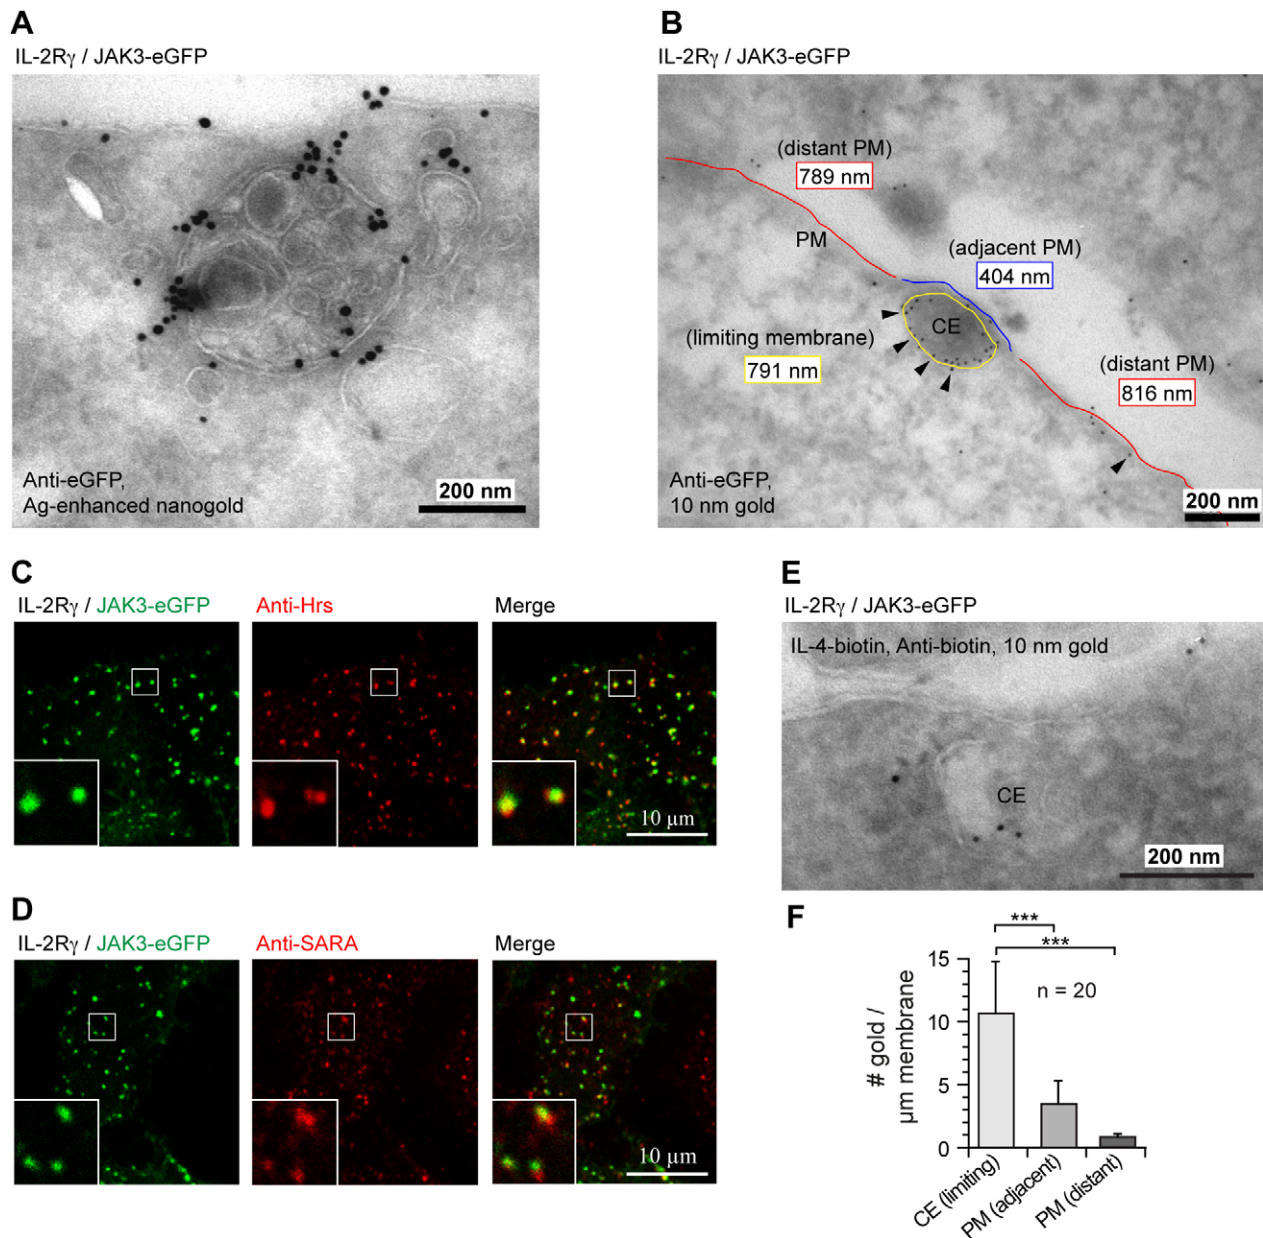 A
IL-2Rγ / JAK3-eGFP
Anti-eGFP,
Ag-enhanced nanogold
200 nm
B
IL-2Rγ / JAK3-eGFP
(distant PM)
789 nm
PM
(adjacent PM)
404 nm
CE
(limiting membrane)
791 nm
(distant PM)
816 nm
Anti-eGFP,
10 nm gold
200 nm
C
IL-2Rγ / JAK3-eGFP
Anti-Hrs
Merge
10 µm
D
IL-2Rγ / JAK3-eGFP
Anti-SARA
Merge
10 µm
E
IL-2Rγ / JAK3-eGFP
IL-4-biotin, Anti-biotin, 10 nm gold
CE
200 nm
F
***
***
n = 20
# gold /
µm membrane
15
10
5
0
CE (limiting)
PM (adjacent)
PM (distant)